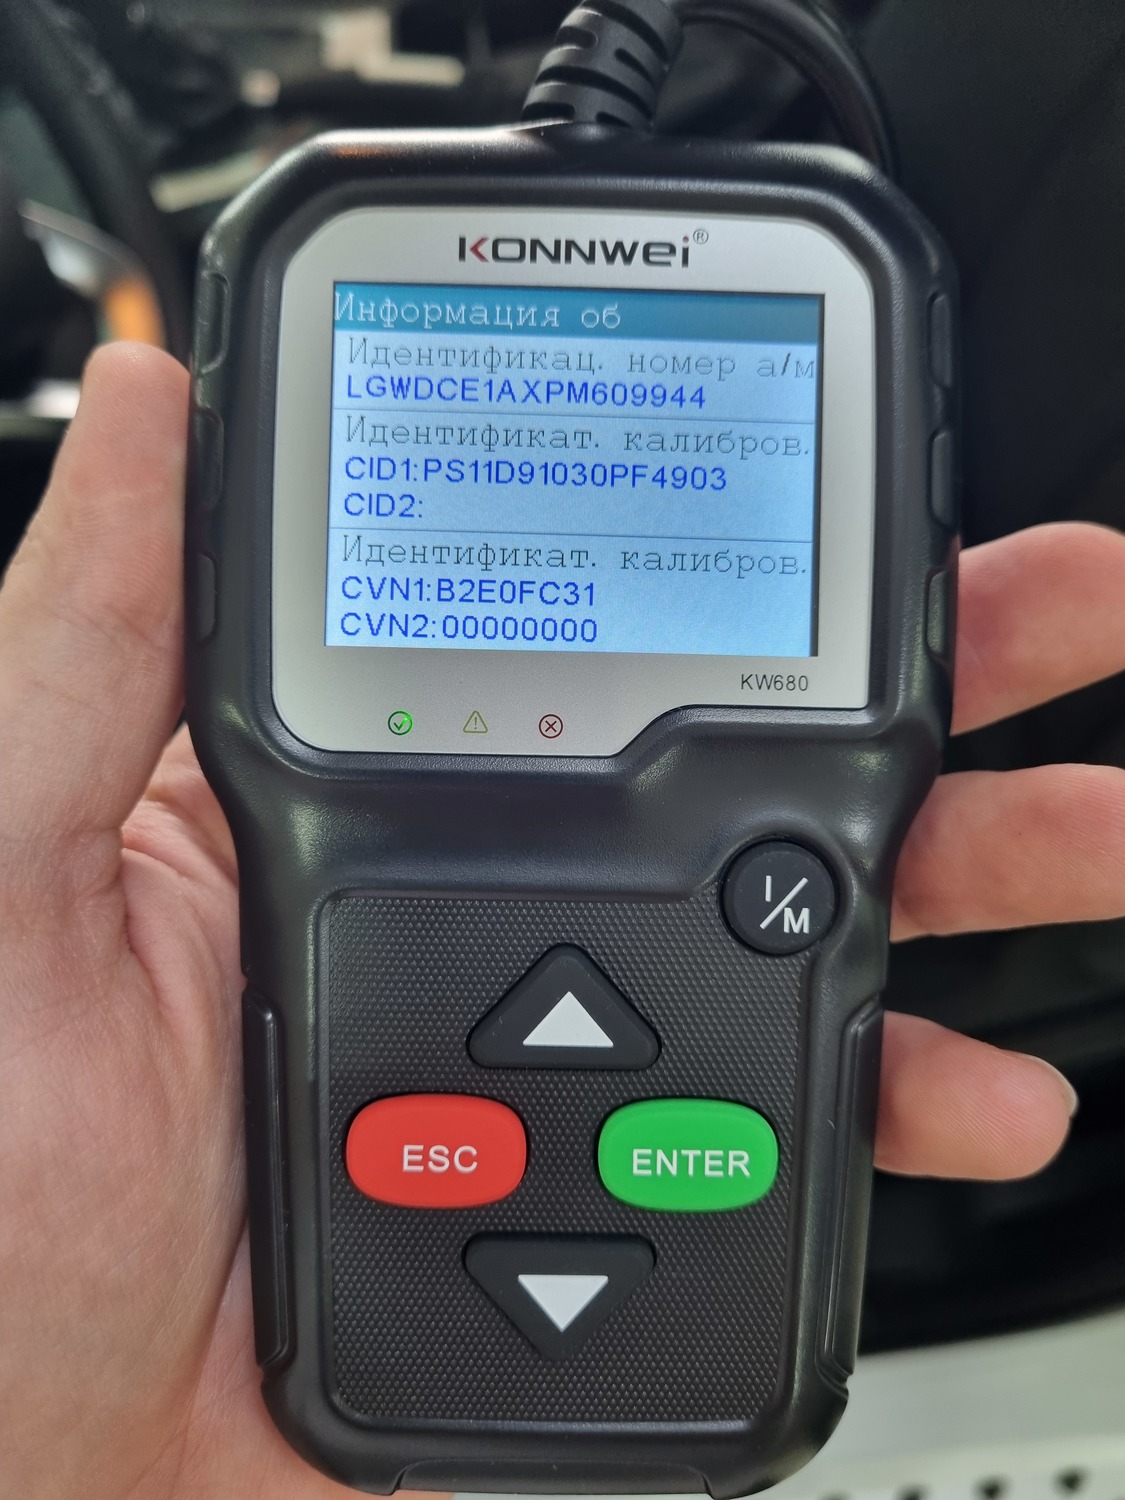 KONNWEI®
Информация об
Идентификац. номер а/м
LGWDCE1AXPM609944
Идентификат. калибров.
CID1:PS11D91030PF4903
CID2:
Идентификат. калибров.
CVN1:B2E0FC31
CVN2:00000000
KW680
I/M
ESC
ENTER